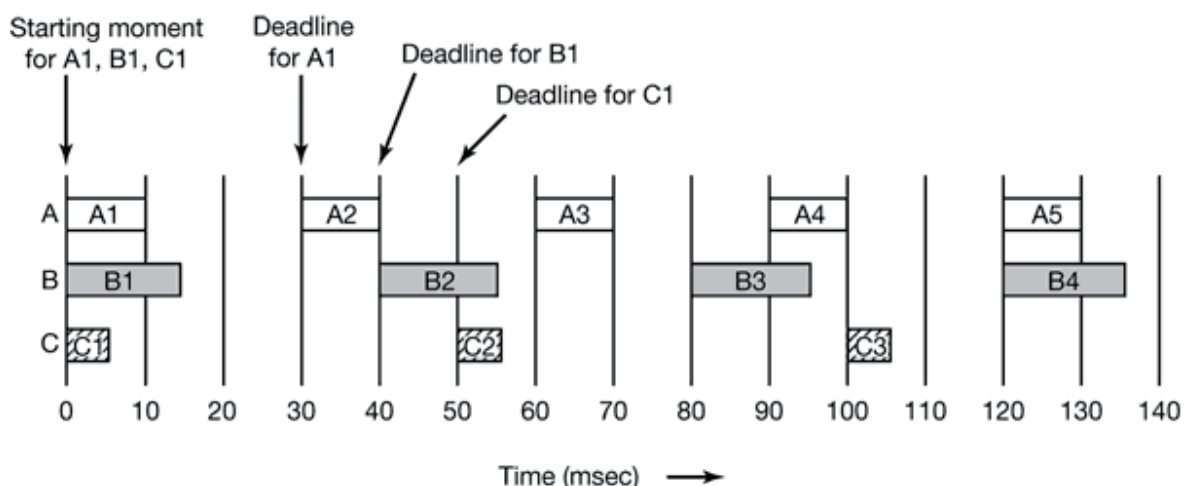 Starting moment
for A1, B1, C1
Deadline
for A1
Deadline for B1
Deadline for C1
A A1 A2 A3 A4 A5
B B1 B2 B3 B4
C C1 C2 C3
0 10 20 30 40 50 60 70 80 90 100 110 120 130 140
Time (msec)